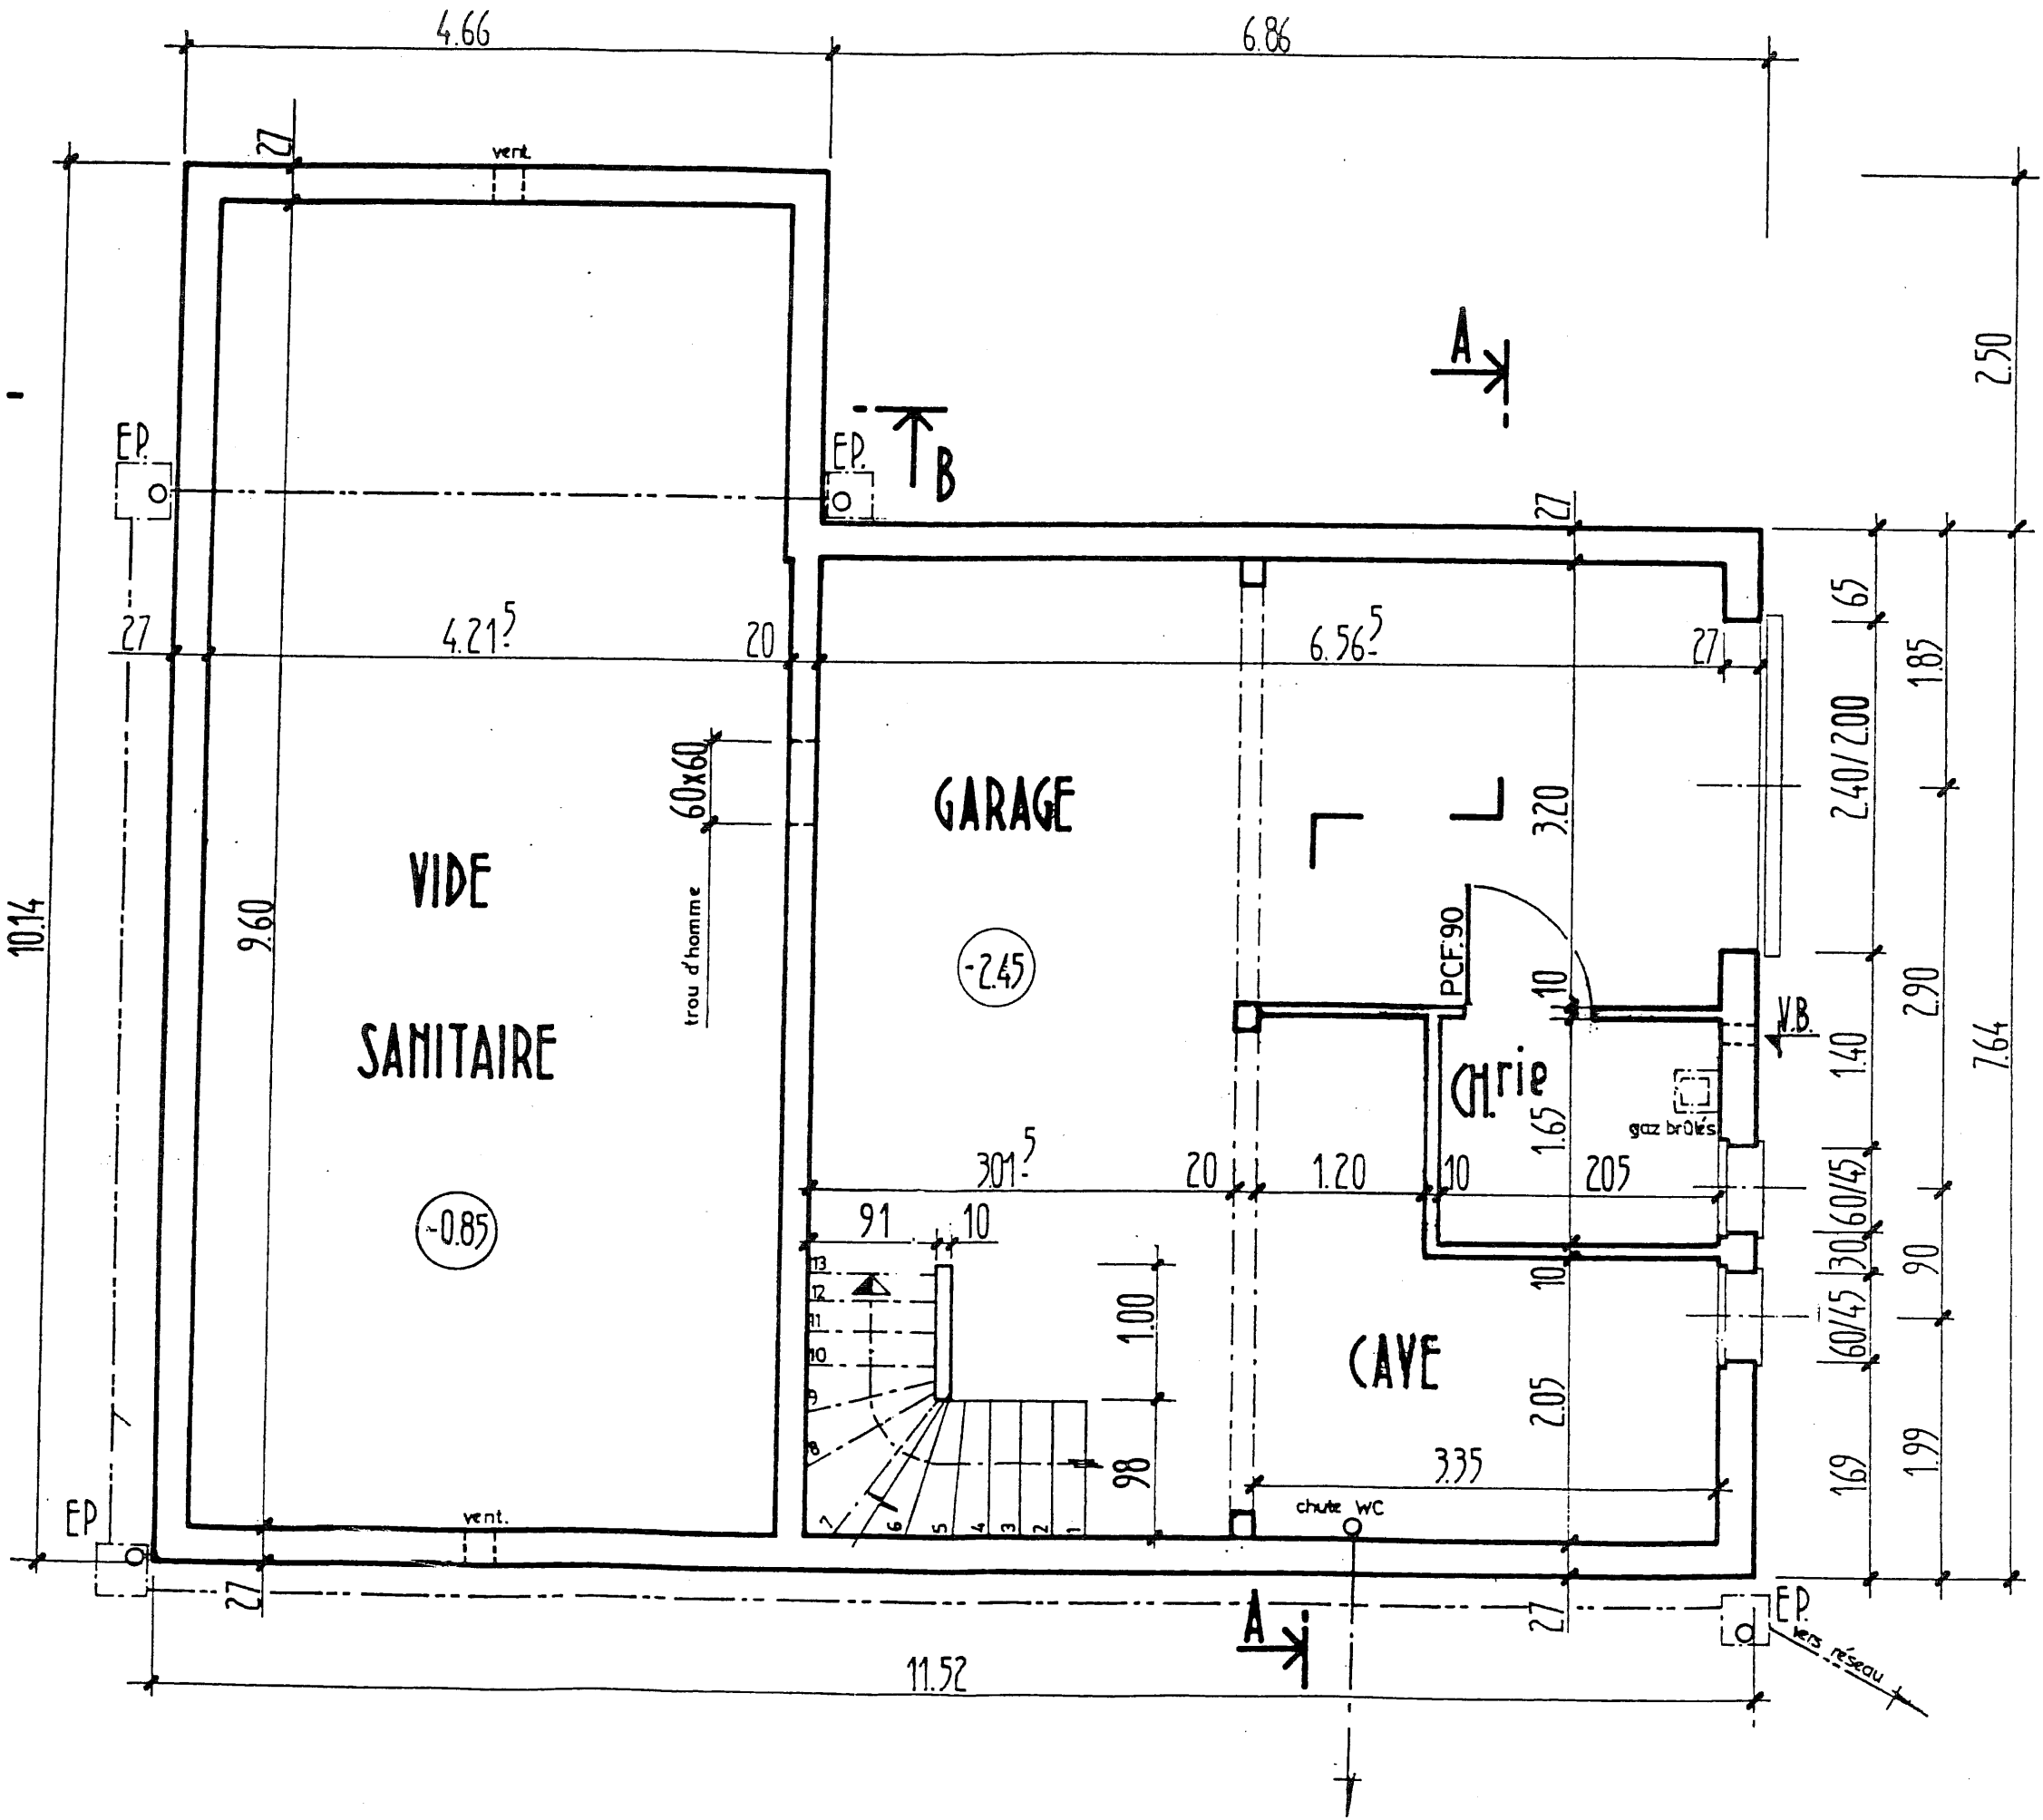 4.66
6.86
27
vent.
A
2.50
EP.
EP.
B
27
65
27
4.21⁵
20
6.56⁵
27
1.85
60x60
GARAGE
3.20
2.40/2.00
VIDE
trou d'homme
10.14
9.60
PCF.90
-2.45
10
2.90
V.B.
SANITAIRE
CH.rie
1.40
7.64
1.65
gaz brûlés
3.01⁵
20
1.20
10
205
60/45
-0.85
91
10
30
90
13
12
11
10
9
8
7
6
5
4
3
2
1
1.00
10
60/45
CAVE
2.05
98
3.35
1.69
1.99
chute WC
EP
vent.
27
A
27
EP.
vers réseau
11.52